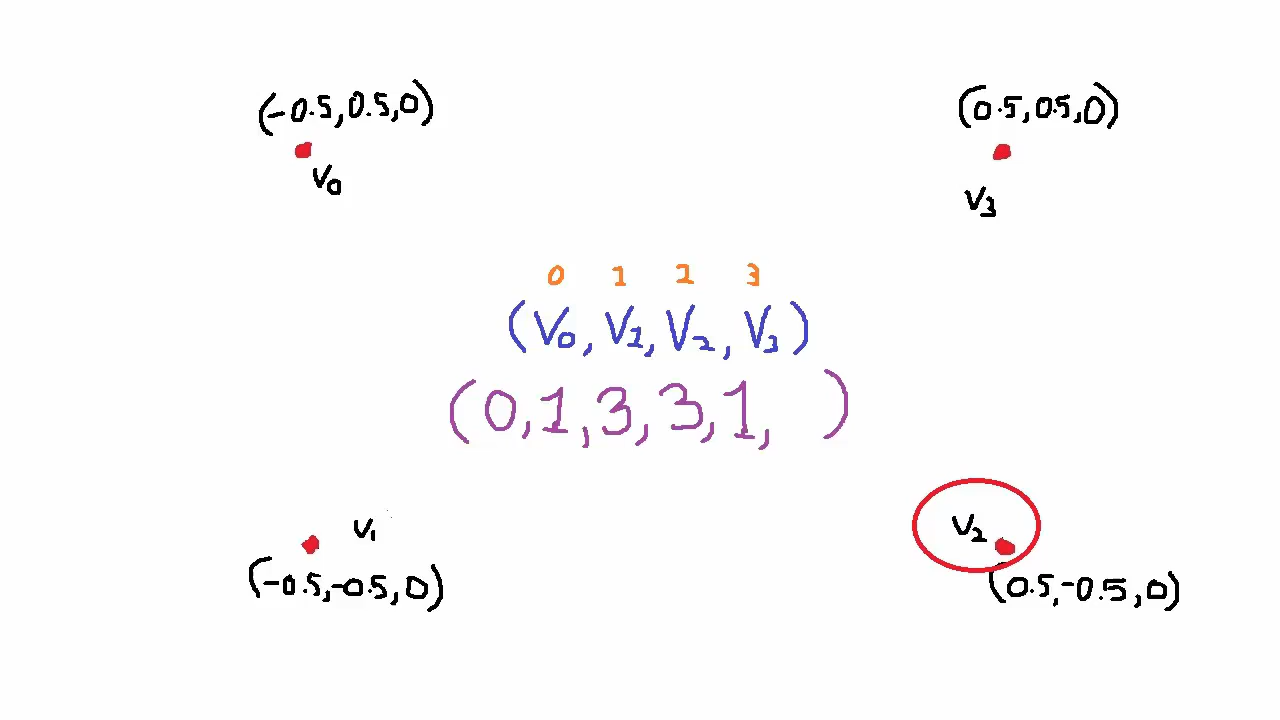 (-0.5,0.5,0)
V0
(0.5,0.5,0)
V3
0 1 2 3
(V0, V1, V2, V3)
(0,1,3,3,1, )
V1
(-0.5,-0.5,0)
V2
(0.5,-0.5,0)